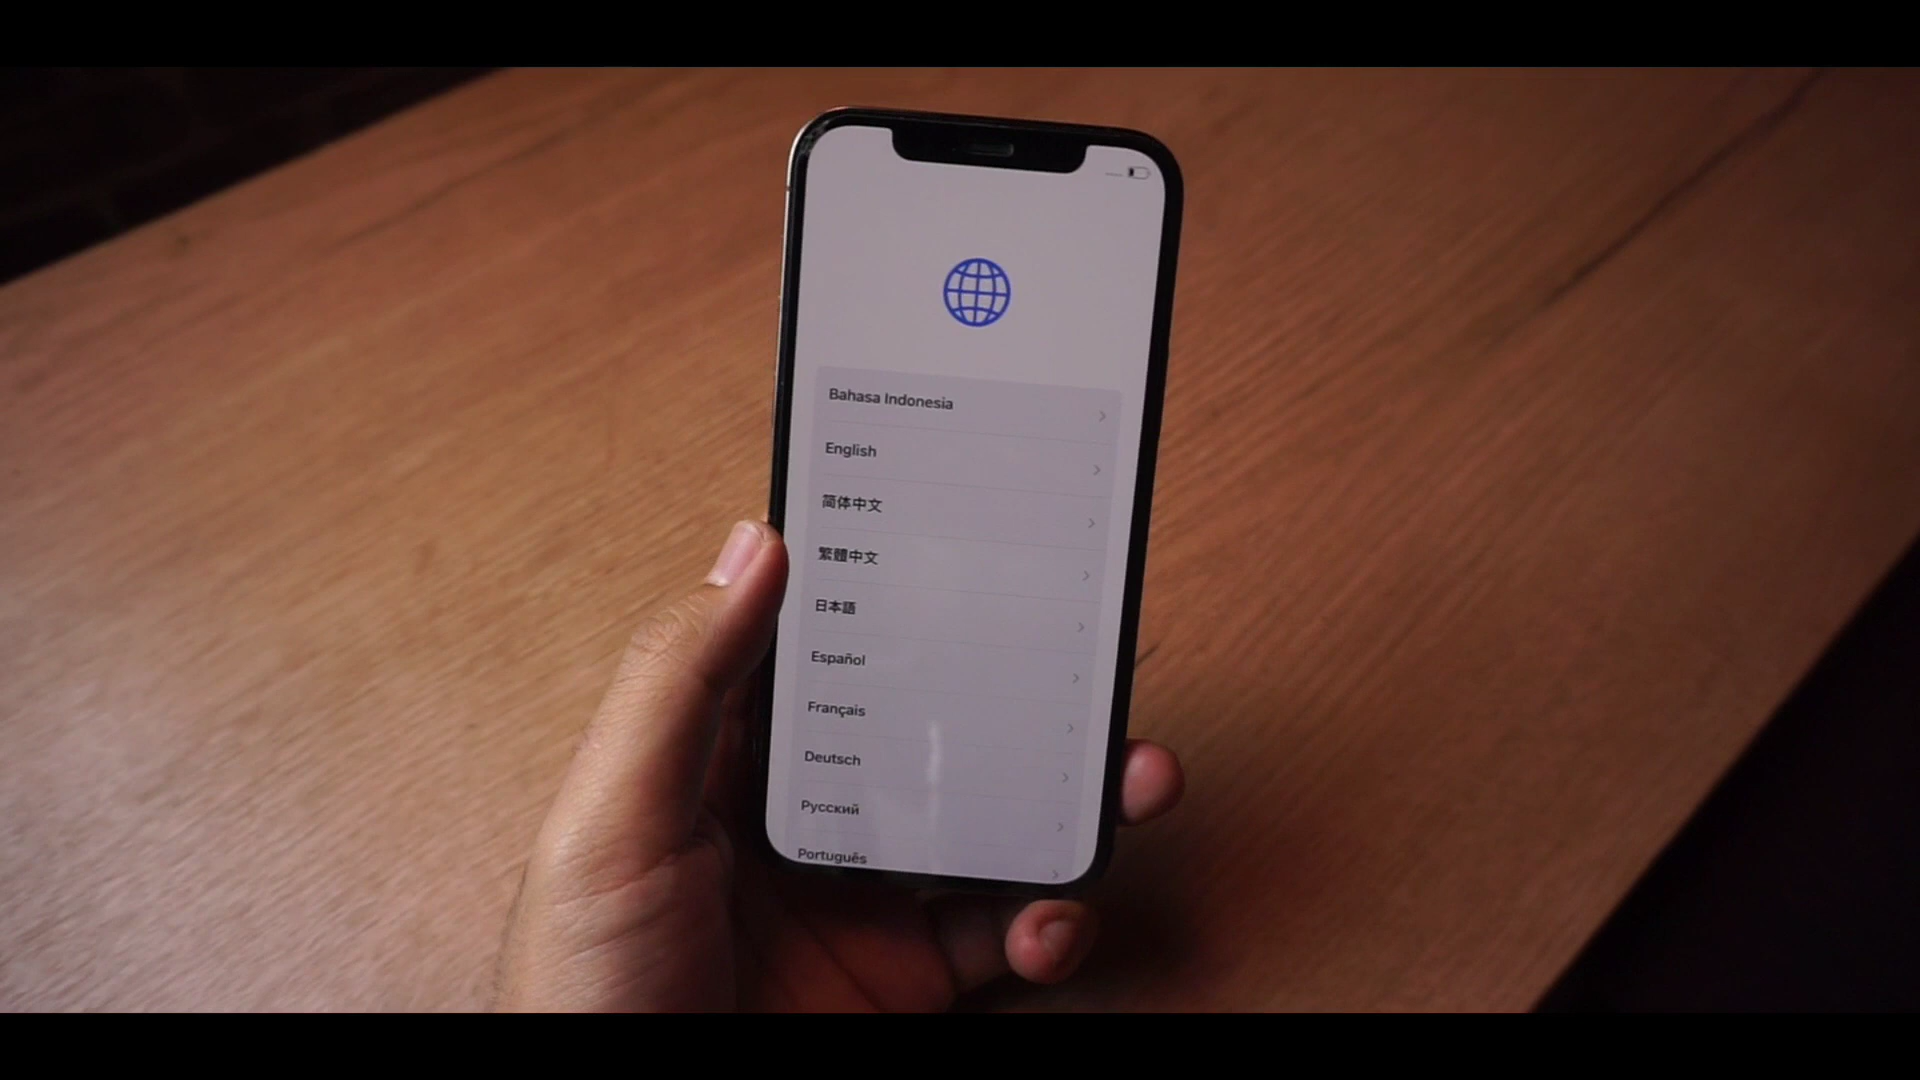 Bahasa Indonesia
English
简体中文
繁體中文
日本語
Español
Français
Deutsch
Русский
Português